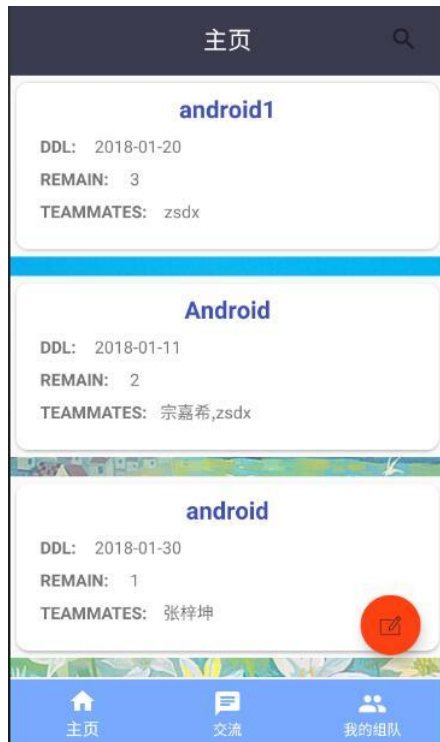 主页
android1
DDL: 2018-01-20
REMAIN: 3
TEAMMATES: zsdx
Android
DDL: 2018-01-11
REMAIN: 2
TEAMMATES: 宗嘉希,zsdx
android
DDL: 2018-01-30
REMAIN: 1
TEAMMATES: 张梓坤
主页 交流 我的组队